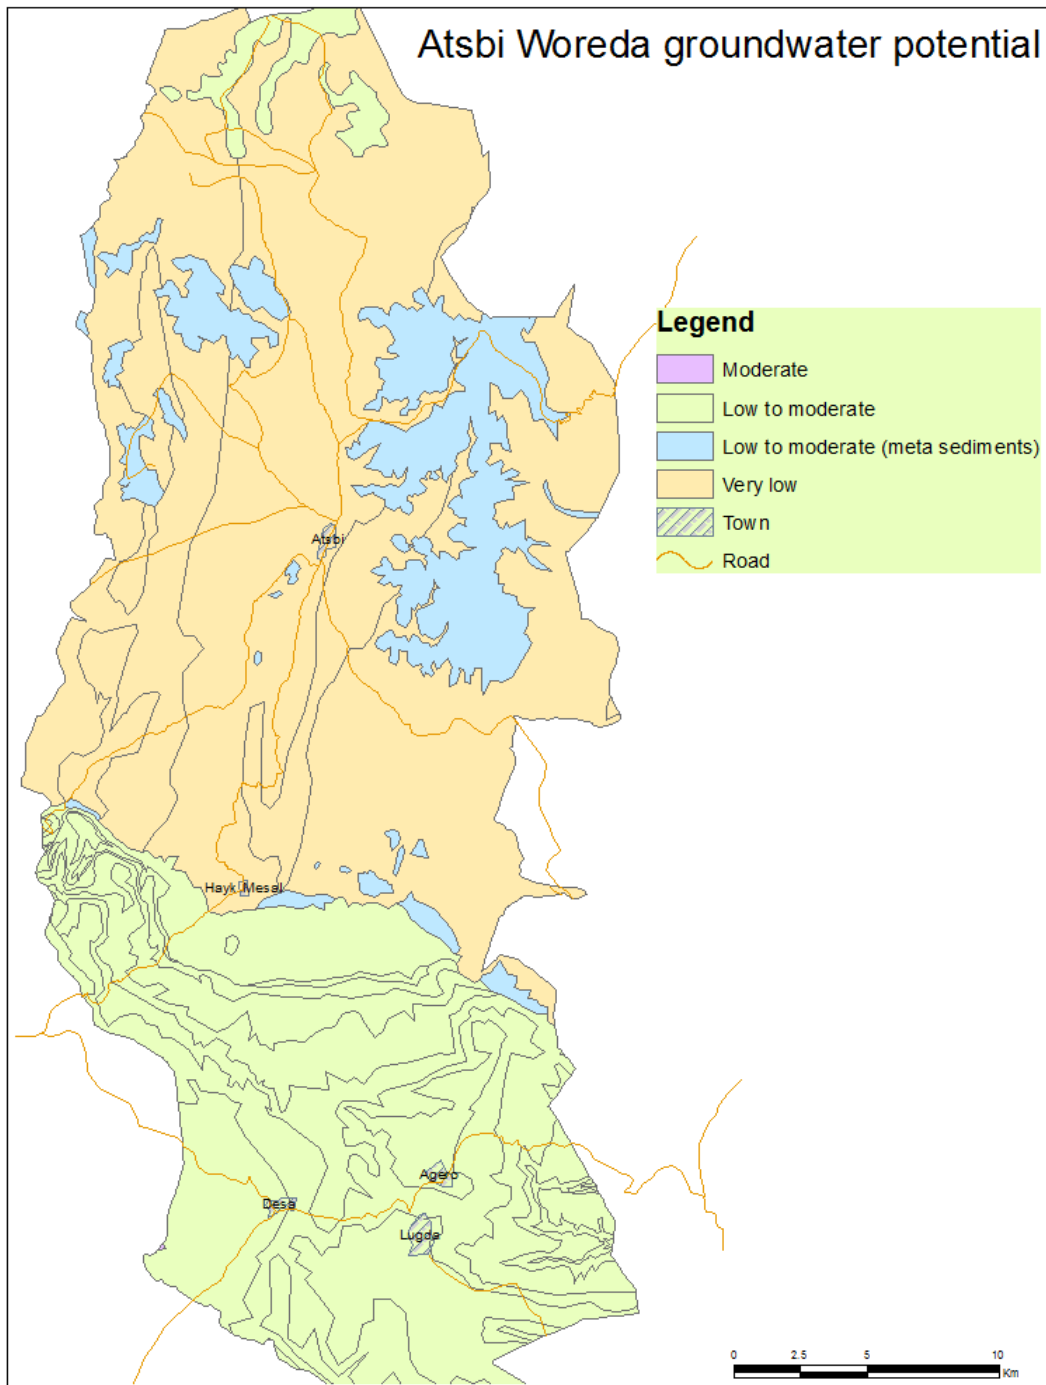 Atsbi Woreda groundwater potential
Legend
Moderate
Low to moderate
Low to moderate (meta sediments)
Very low
Town
Road
Atsbi
Hayk Mesal
Agero
Desa
Lugda
0 2.5 5 10
Km